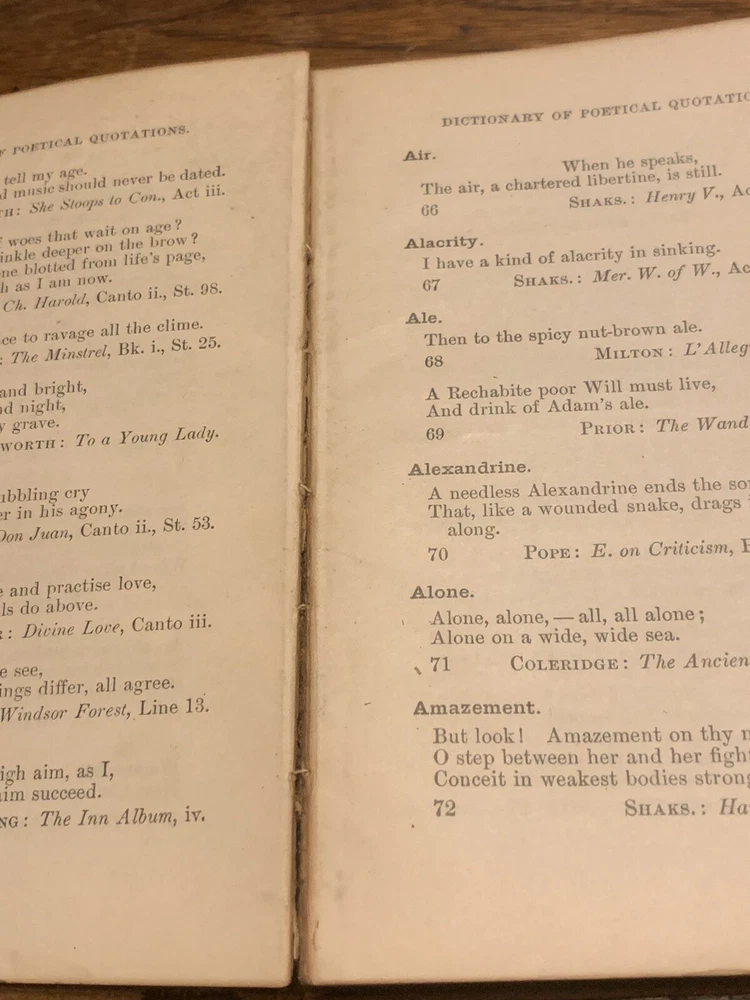 POETICAL QUOTATIONS.
tell my age.
music should never be dated.
She Stoops to Con., Act iii.
woes that wait on age?
deeper on the brow?
blotted from life's page,
as I am now.
Ch. Harold, Canto ii., St. 98.
to ravage all the clime.
: The Minstrel, Bk. i., St. 25.
and bright,
night,
grave.
WORTH: To a Young Lady.
cry
in his agony.
Don Juan, Canto ii., St. 53.
and practise love,
do above.
: Divine Love, Canto iii.
see,
differ, all agree.
Windsor Forest, Line 13.
aim, as I,
succeed.
NG: The Inn Album, iv.
DICTIONARY OF POETICAL QUOTATIO
Air.
When he speaks,
The air, a chartered libertine, is still.
66 SHAKS.: Henry V., Ac
Alacrity.
I have a kind of alacrity in sinking.
67 SHAKS.: Mer. W. of W., Ac
Ale.
Then to the spicy nut-brown ale.
68 MILTON: L'Alleg
A Rechabite poor Will must live,
And drink of Adam's ale.
69 PRIOR: The Wand
Alexandrine.
A needless Alexandrine ends the so
That, like a wounded snake, drags
along.
70 POPE: E. on Criticism,
Alone.
Alone, alone, — all, all alone;
Alone on a wide, wide sea.
71 COLERIDGE: The Ancien
Amazement.
But look! Amazement on thy
O step between her and her figh
Conceit in weakest bodies strong
72 SHAKS.: Ha